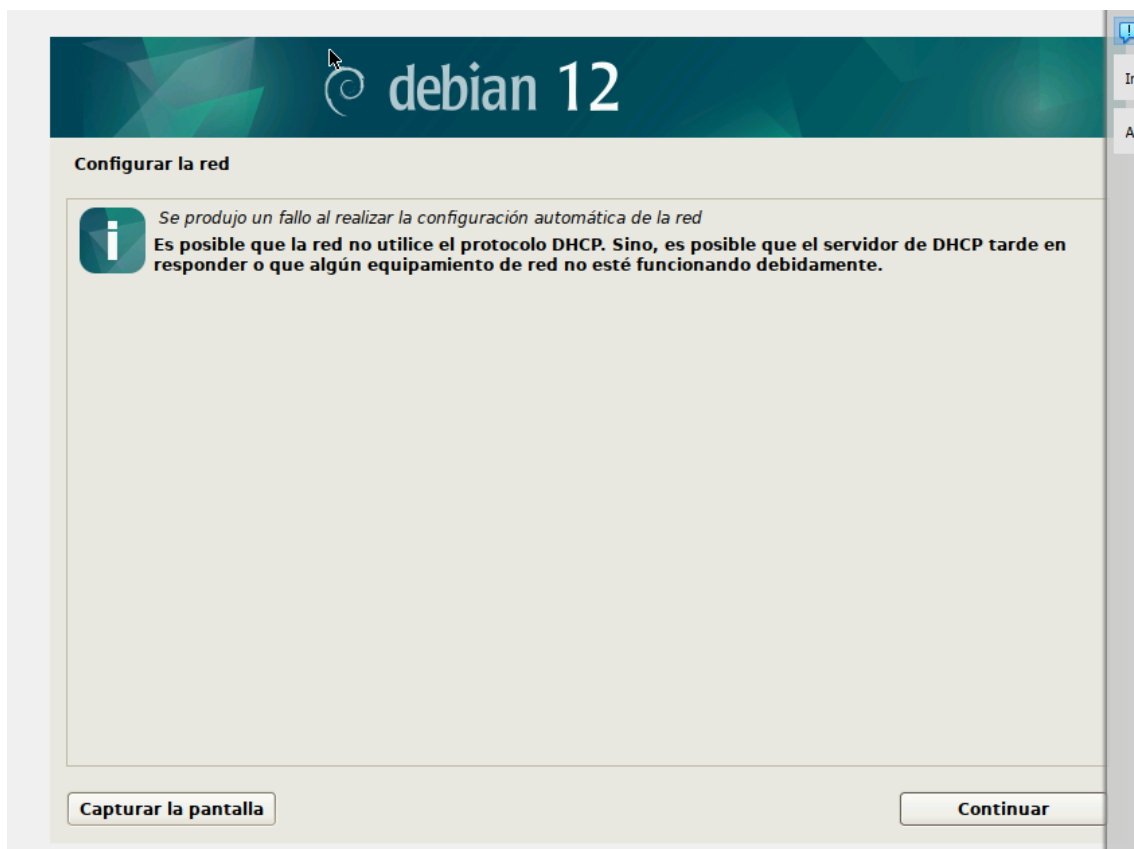 debian 12
Configurar la red
Se produjo un fallo al realizar la configuración automática de la red
Es posible que la red no utilice el protocolo DHCP. Sino, es posible que el servidor de DHCP tarde en
responder o que algún equipamiento de red no esté funcionando debidamente.
Capturar la pantalla
Continuar